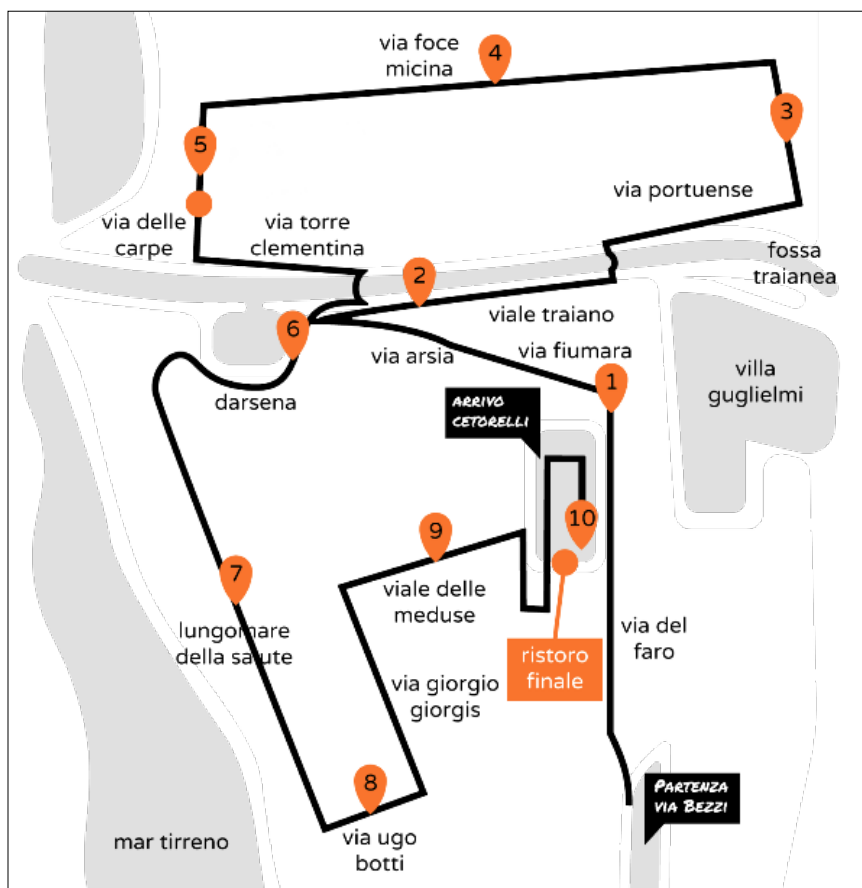 via foce
micina
4
3
5
via portuense
via delle
carpe
via torre
clementina
2
fossa
traianea
6
viale traiano
via arsia
via fiumara
1
villa
guglielmi
darsena
ARRIVO
CETORELLI
10
9
7
viale delle
meduse
lungomare
della salute
ristoro
finale
via del
faro
via giorgio
giorgis
8
PARTENZA
VIA BEZZI
mar tirreno
via ugo
botti